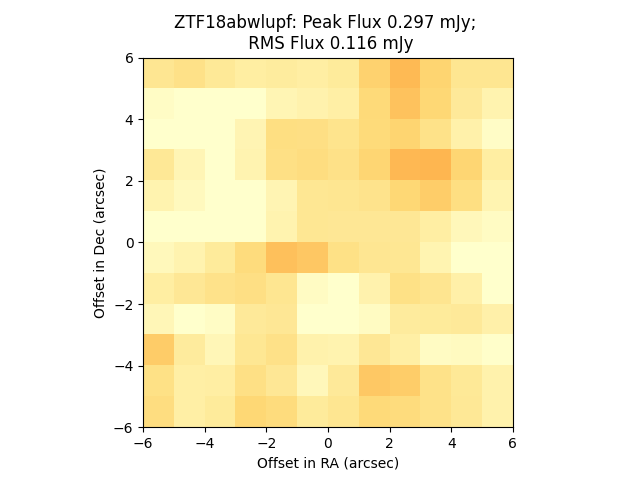 ZTF18abwlupf: Peak Flux 0.297 mJy;
RMS Flux 0.116 mJy
6
4
2
0
−2
−4
−6
Offset in Dec (arcsec)
−6 −4 −2 0 2 4 6
Offset in RA (arcsec)